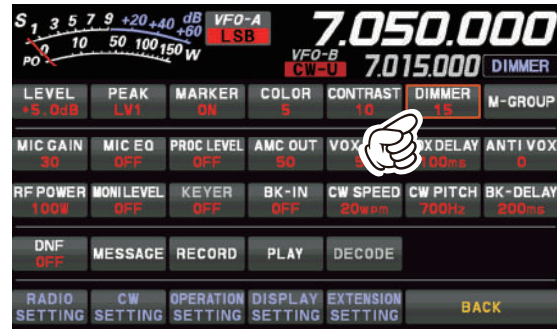 S 1 3 5 7 9 +20 +40 +60 dB VFO-A 7.050.000
LSB
PO 0 10 50 100 150 W
VFO-B
CW-U 7.015.000 DIMMER
LEVEL PEAK MARKER COLOR CONTRAST DIMMER M-GROUP
+5.0dB LV1 ON 5 10 15
MIC GAIN MIC EQ PROC LEVEL AMC OUT VOX DELAY ANTI VOX
30 OFF OFF 50 100ms 0
RF POWER MONI LEVEL KEYER BK-IN CW SPEED CW PITCH BK-DELAY
100W OFF OFF OFF 20wpm 700Hz 200ms
DNF MESSAGE RECORD PLAY DECODE
OFF
RADIO CW OPERATION DISPLAY EXTENSION BACK
SETTING SETTING SETTING SETTING SETTING